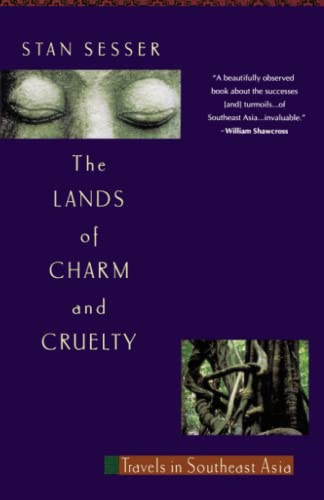 STAN SESSER
"A beautifully observed
book about the successes
[and] turmoils...of
Southeast Asia...invaluable."
- William Shawcross
The
LANDS
of
CHARM
and
CRUELTY
Travels in Southeast Asia